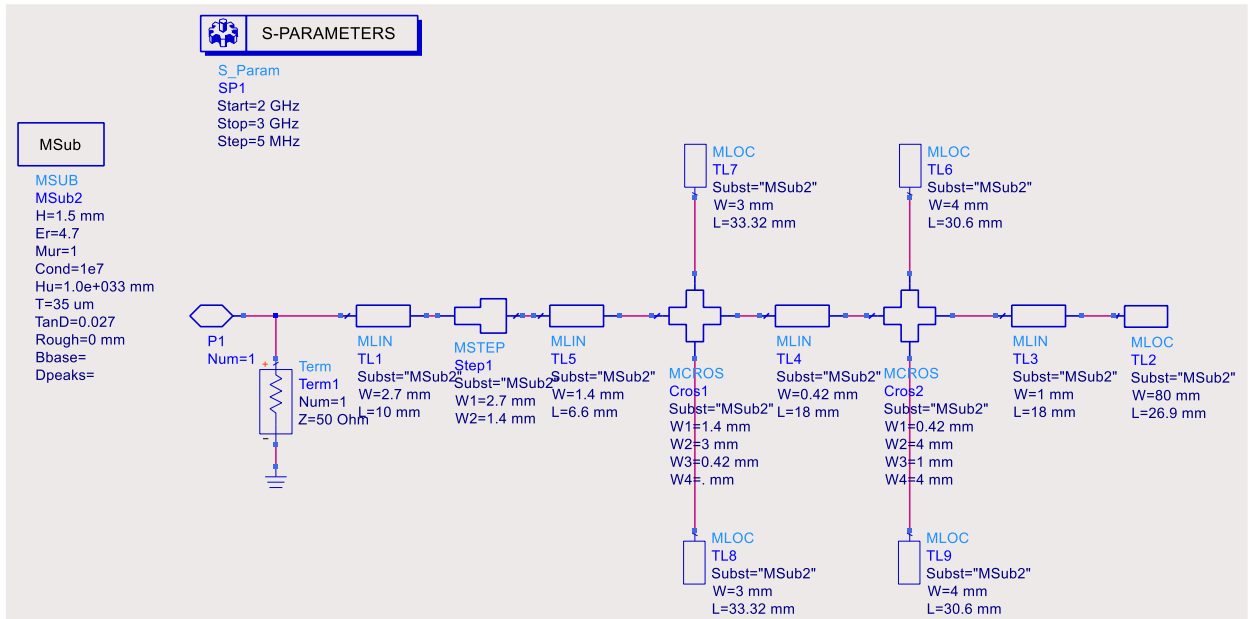 S-PARAMETERS
S_Param
SP1
Start=2 GHz
Stop=3 GHz
Step=5 MHz
MSub
MSUB
MSub2
H=1.5 mm
Er=4.7
Mur=1
Cond=1e7
Hu=1.0e+033 mm
T=35 um
TanD=0.027
Rough=0 mm
Bbase=
Dpeaks=
MLOC
TL7
Subst="MSub2"
W=3 mm
L=33.32 mm
MLOC
TL6
Subst="MSub2"
W=4 mm
L=30.6 mm
P1
Num=1
+
Term
Term1
Num=1
Z=50 Ohm
-
MLIN
TL1
Subst="MSub2"
W=2.7 mm
L=10 mm
MSTEP
Step1
Subst="MSub2"
W1=2.7 mm
W2=1.4 mm
MLIN
TL5
Subst="MSub2"
W=1.4 mm
L=6.6 mm
MCROS
Cros1
Subst="MSub2"
W1=1.4 mm
W2=3 mm
W3=0.42 mm
W4=. mm
MLIN
TL4
Subst="MSub2"
W=0.42 mm
L=18 mm
MCROS
Cros2
Subst="MSub2"
W1=0.42 mm
W2=4 mm
W3=1 mm
W4=4 mm
MLIN
TL3
Subst="MSub2"
W=1 mm
L=18 mm
MLOC
TL2
Subst="MSub2"
W=80 mm
L=26.9 mm
MLOC
TL8
Subst="MSub2"
W=3 mm
L=33.32 mm
MLOC
TL9
Subst="MSub2"
W=4 mm
L=30.6 mm